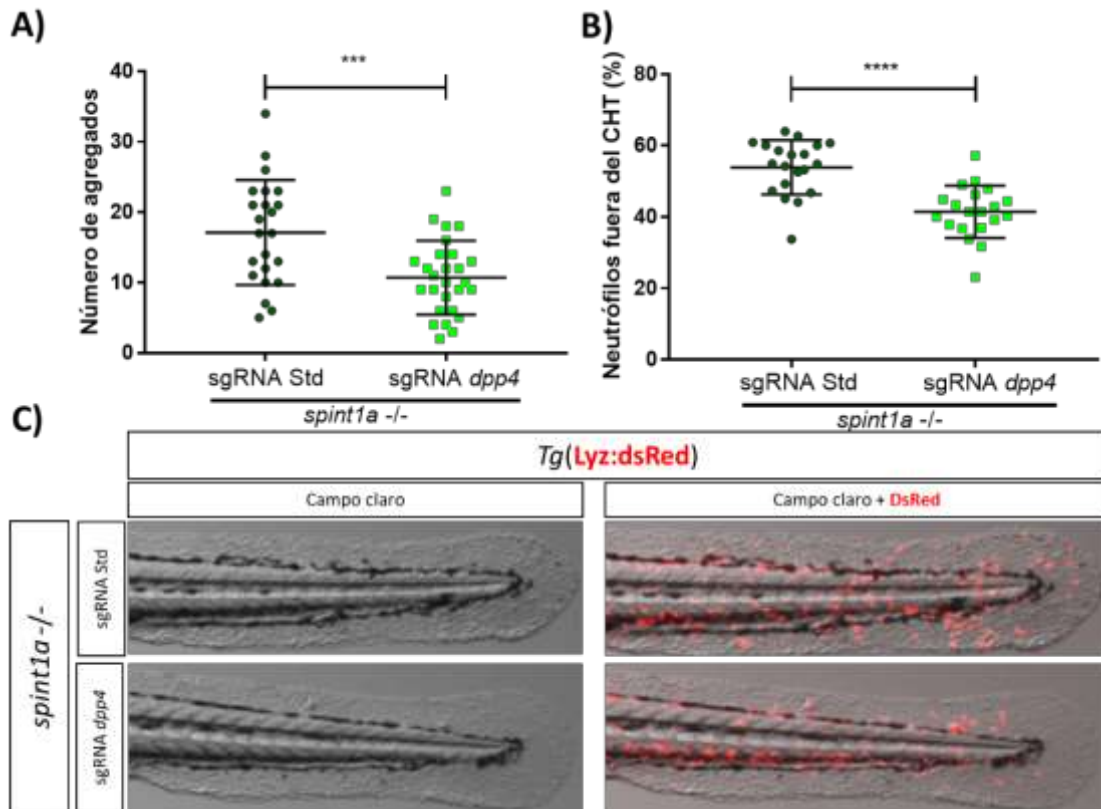 A)
Número de agregados
40
30
20
10
0
***
sgRNA Std
sgRNA dpp4
spint1a -/-
B)
Neutrófilos fuera del CHT (%)
80
60
40
20
0
****
sgRNA Std
sgRNA dpp4
spint1a -/-
C)
Tg(Lyz:dsRed)
Campo claro
Campo claro + DsRed
spint1a -/-
sgRNA Std
sgRNA dpp4